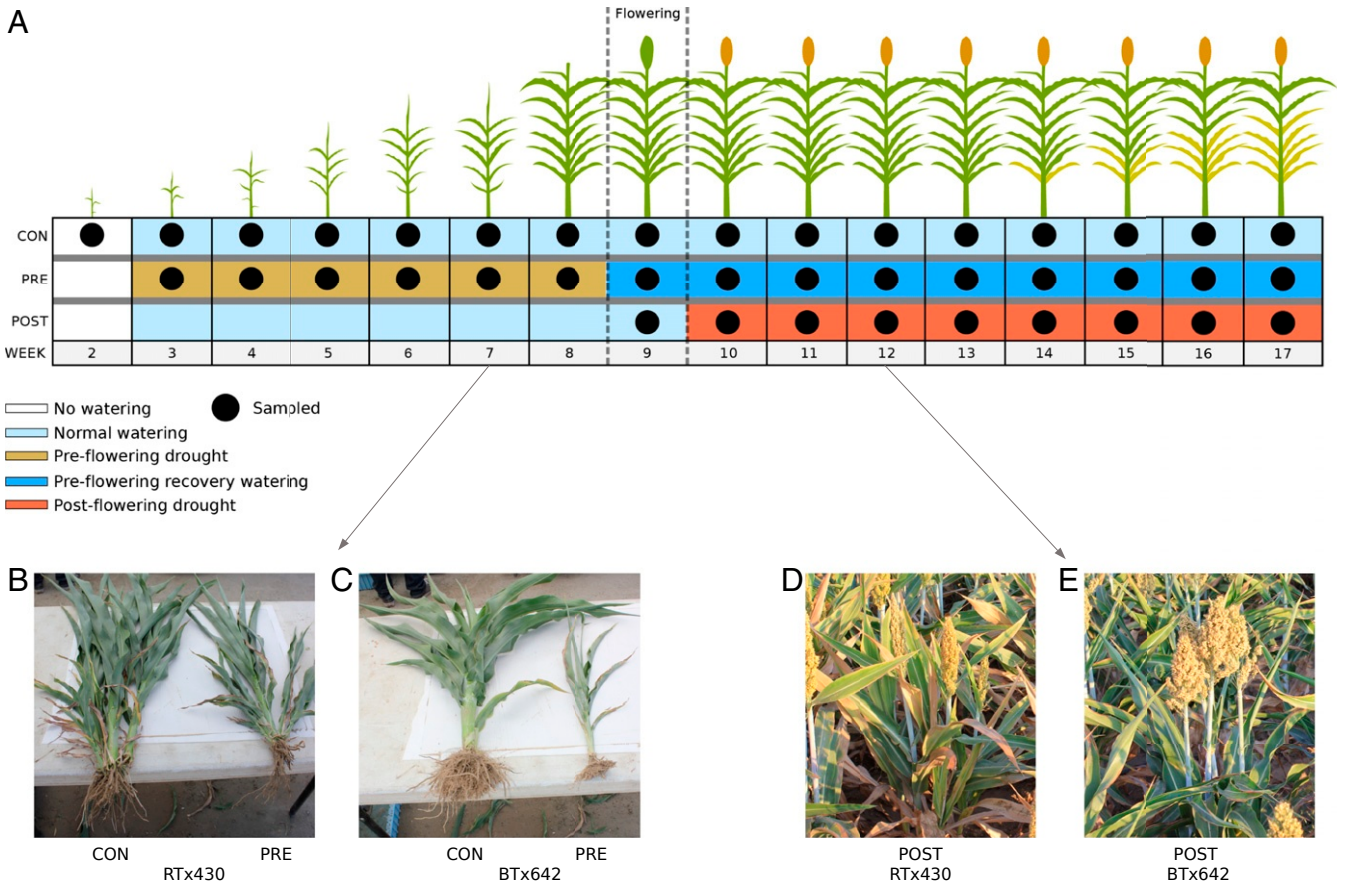 A
Flowering
CON
PRE
POST
WEEK 2 3 4 5 6 7 8 9 10 11 12 13 14 15 16 17
No watering
Sampled
Normal watering
Pre-flowering drought
Pre-flowering recovery watering
Post-flowering drought
B C D E
CON PRE CON PRE POST POST
RTx430 BTx642 RTx430 BTx642